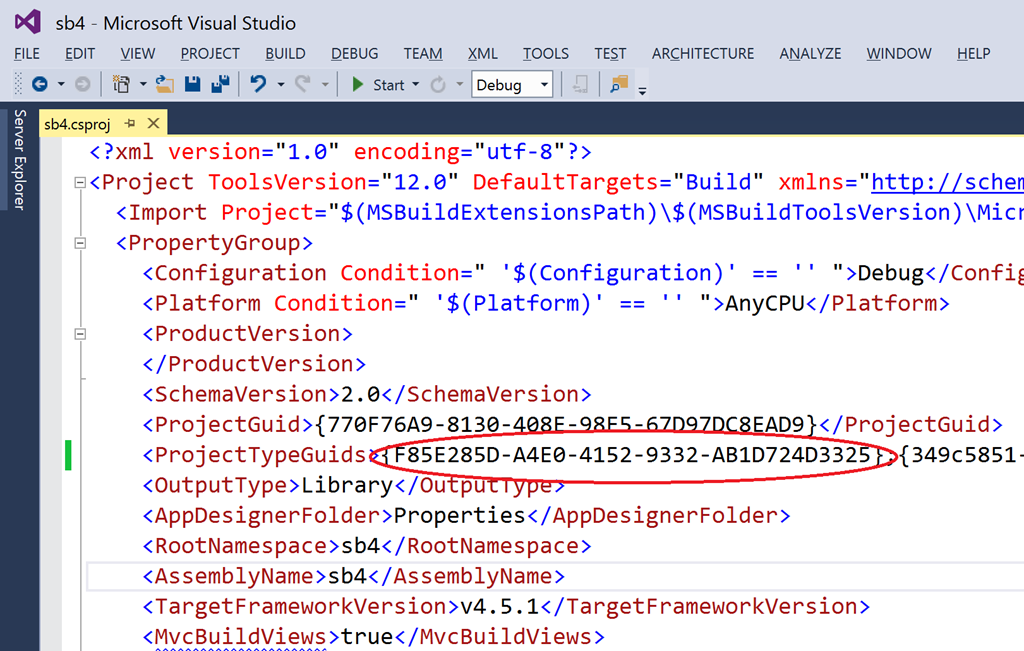 sb4 - Microsoft Visual Studio
FILE EDIT VIEW PROJECT BUILD DEBUG TEAM XML TOOLS TEST ARCHITECTURE ANALYZE WINDOW HELP
Start Debug
Server Explorer
sb4.csproj
<?xml version="1.0" encoding="utf-8"?>
<Project ToolsVersion="12.0" DefaultTargets="Build" xmlns="http://schem
<Import Project="$(MSBuildExtensionsPath)\$(MSBuildToolsVersion)\Micr
<PropertyGroup>
<Configuration Condition=" '$(Configuration)' == '' ">Debug</Config
<Platform Condition=" '$(Platform)' == '' ">AnyCPU</Platform>
<ProductVersion>
</ProductVersion>
<SchemaVersion>2.0</SchemaVersion>
<ProjectGuid>{770F76A9-8130-408E-98F5-67D97DC8EAD9}</ProjectGuid>
<ProjectTypeGuids>{F85E285D-A4E0-4152-9332-AB1D724D3325};{349c5851-
<OutputType>Library</OutputType>
<AppDesignerFolder>Properties</AppDesignerFolder>
<RootNamespace>sb4</RootNamespace>
<AssemblyName>sb4</AssemblyName>
<TargetFrameworkVersion>v4.5.1</TargetFrameworkVersion>
<MvcBuildViews>true</MvcBuildViews>